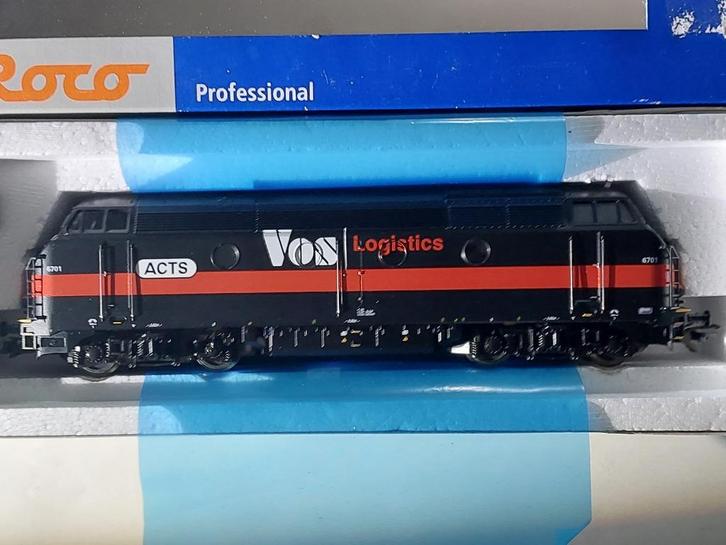 Roco
Professional
Vos Logistics
ACTS
6701
6701